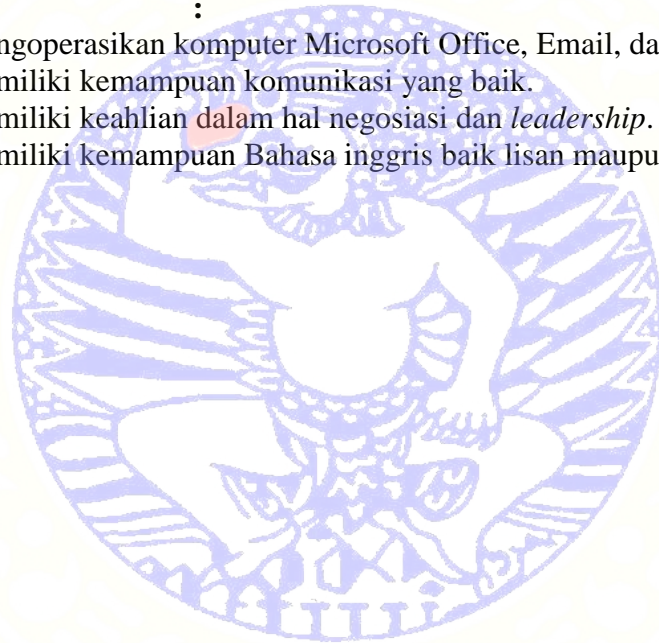 :
ngoperasikan komputer Microsoft Office, Email, da
miliki kemampuan komunikasi yang baik.
miliki keahlian dalam hal negosiasi dan leadership.
miliki kemampuan Bahasa inggris baik lisan maupu